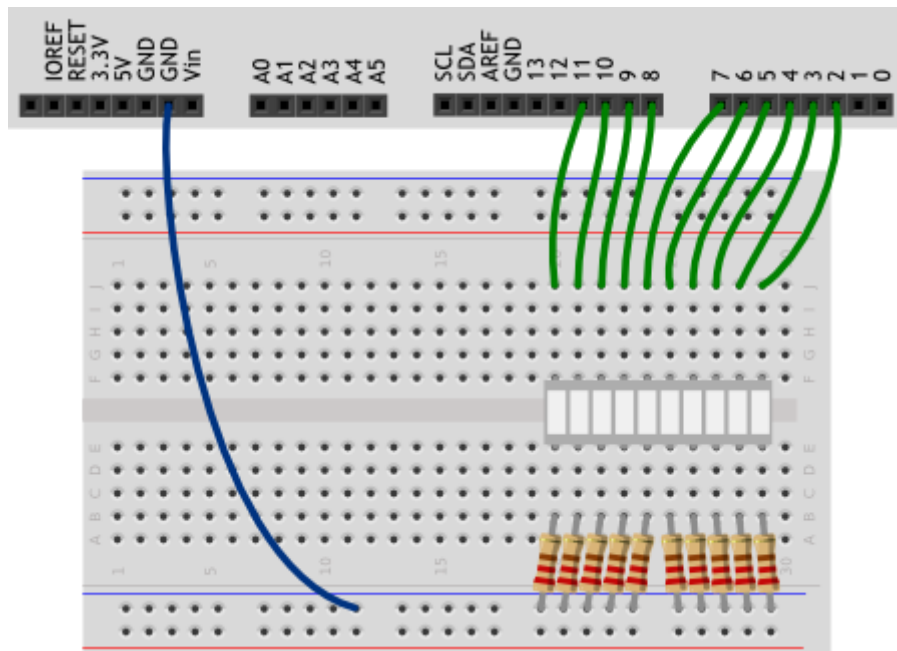 IOREF
RESET
3.3V
5V
GND
GND
Vin
A0
A1
A2
A3
A4
A5
SCL
SDA
AREF
GND
13
12
11
10
9
8
7
6
5
4
3
2
1
0
1
5
10
15
J
J
I
I
H
H
G
G
F
F
E
E
D
D
C
C
B
B
A
A
1
5
10
15
30